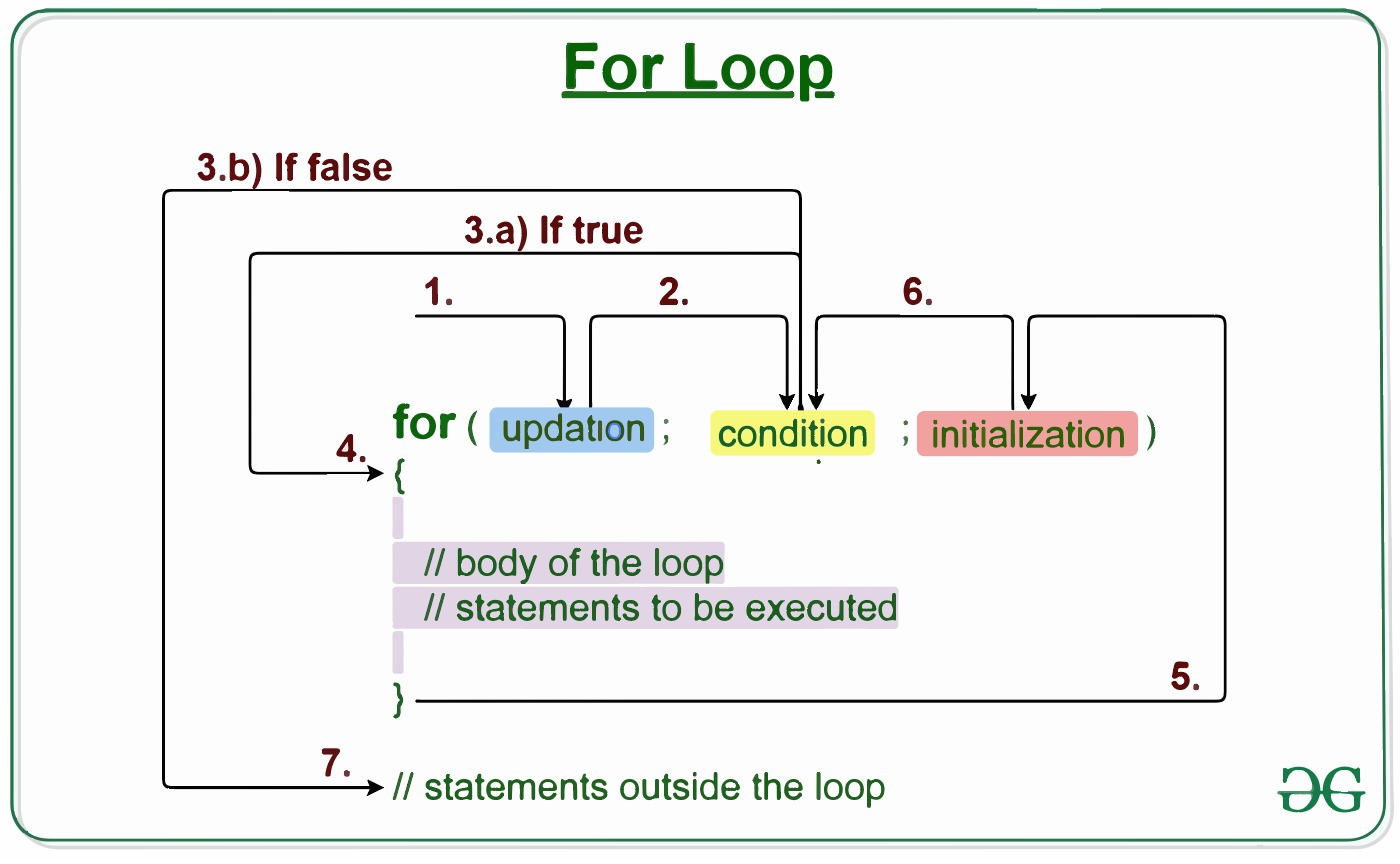 For Loop
3.b) If false
3.a) If true
1.
2.
6.
for ( updation ; condition ; initialization )
4.
{
// body of the loop
// statements to be executed
5.
}
7.
// statements outside the loop